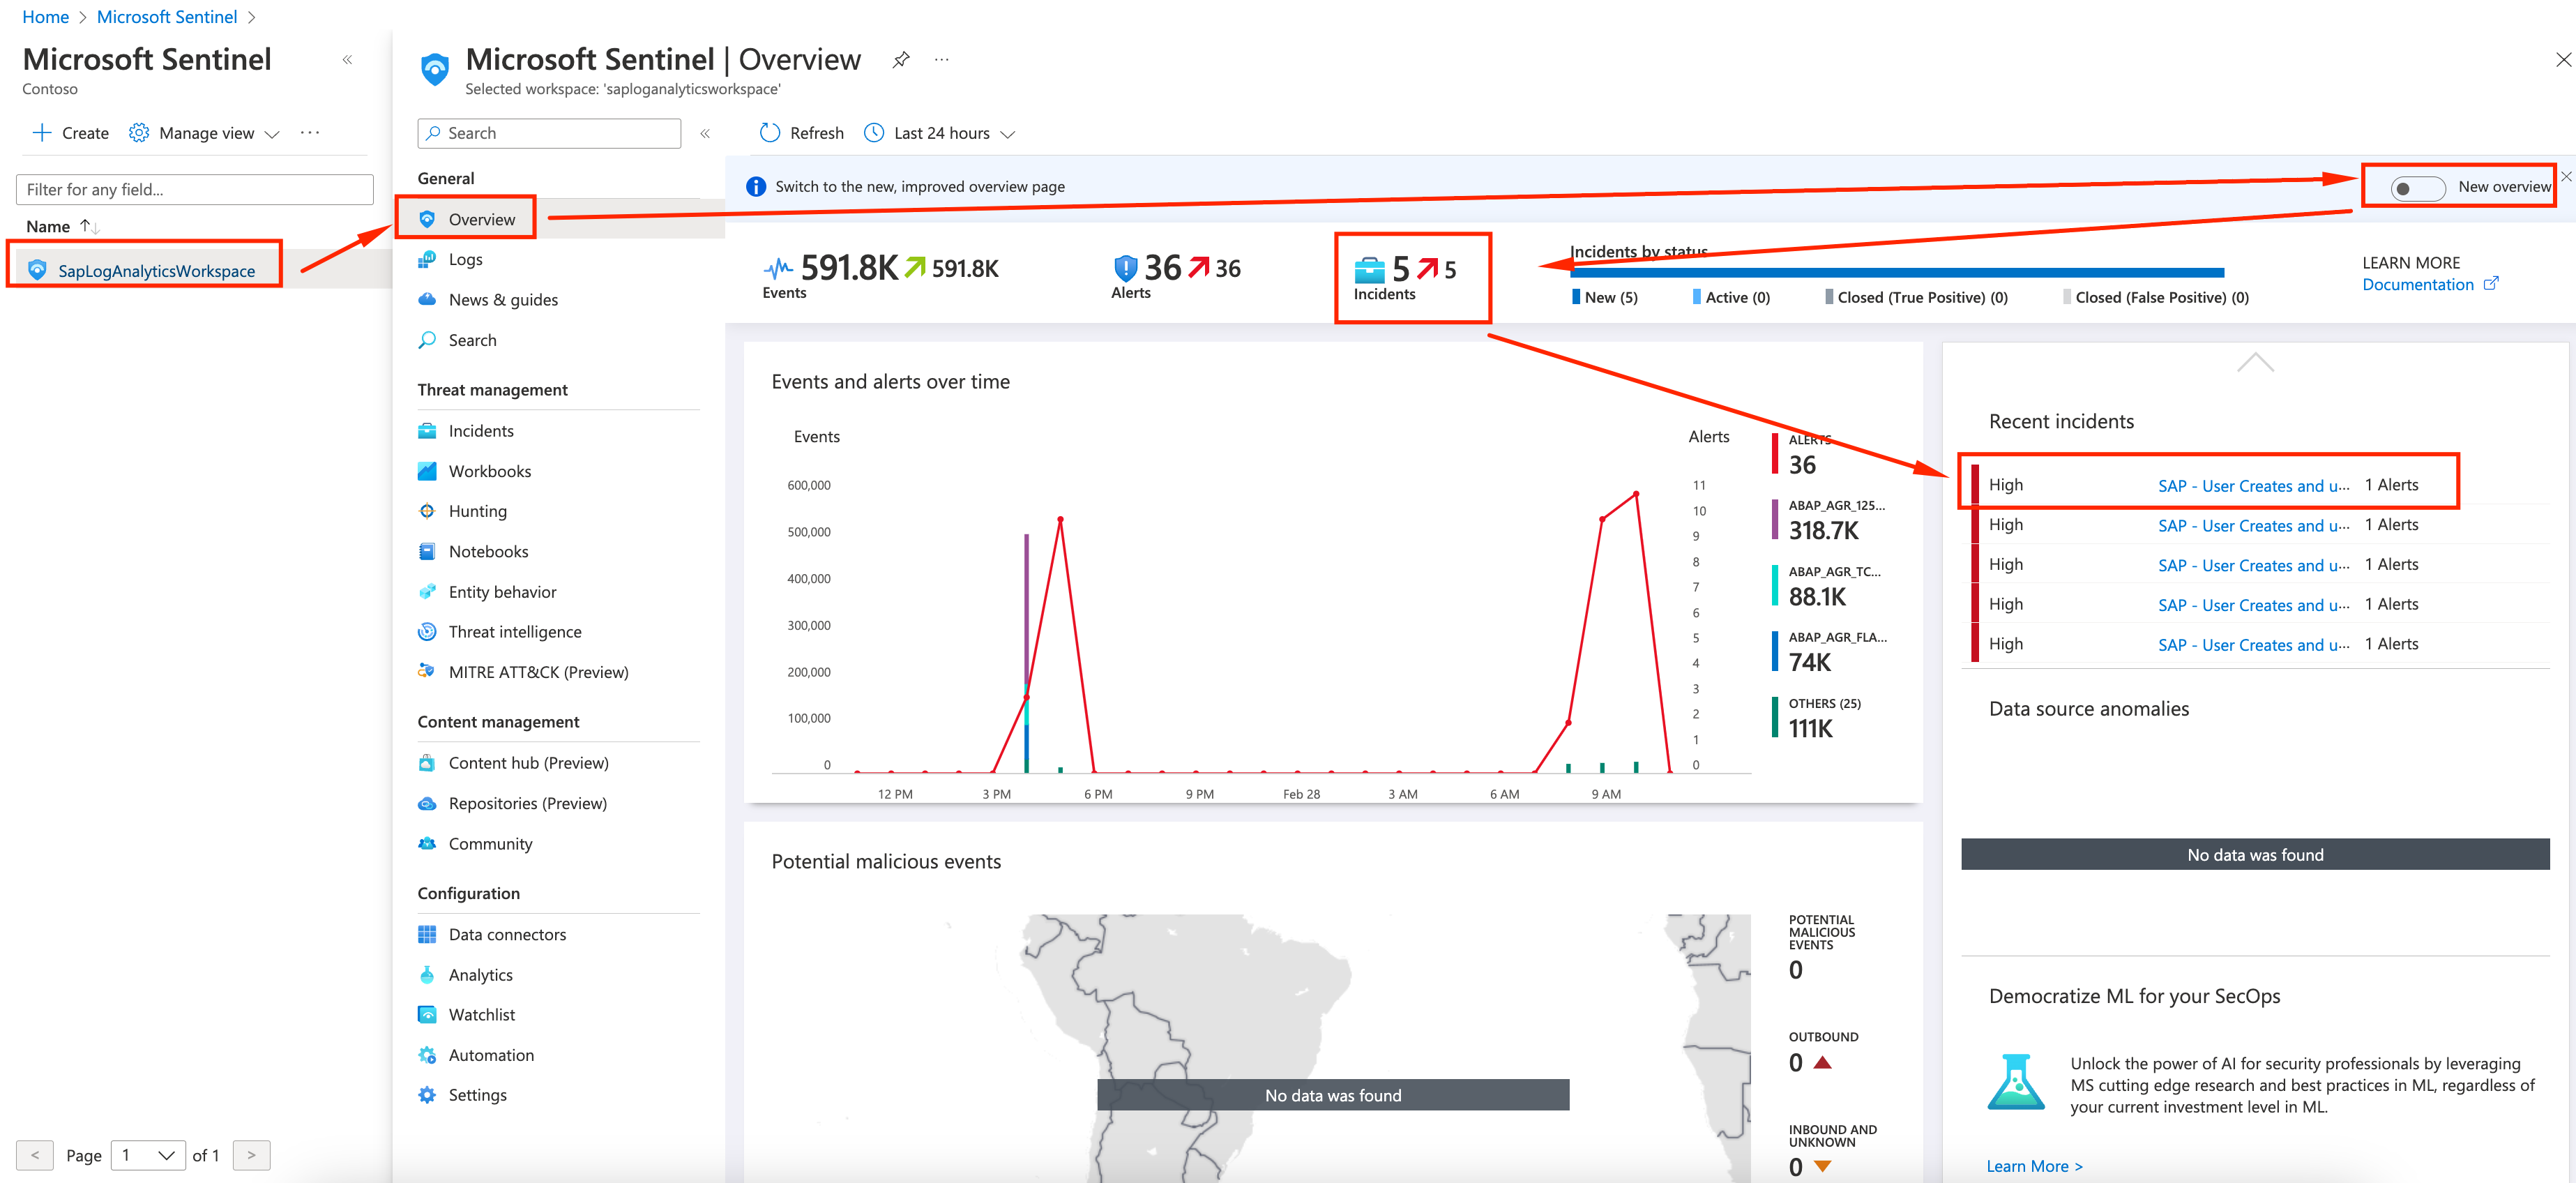 Home > Microsoft Sentinel >
Microsoft Sentinel
«
Contoso
Create
Manage view
...
Filter for any field...
Name
SapLogAnalyticsWorkspace
<
Page
1
of 1
>
Microsoft Sentinel | Overview
...
Selected workspace: 'saploganalyticsworkspace'
Search
«
General
Overview
Logs
News & guides
Search
Threat management
Incidents
Workbooks
Hunting
Notebooks
Entity behavior
Threat intelligence
MITRE ATT&CK (Preview)
Content management
Content hub (Preview)
Repositories (Preview)
Community
Configuration
Data connectors
Analytics
Watchlist
Automation
Settings
Refresh
Last 24 hours
Switch to the new, improved overview page
New overview
591.8K 591.8K
Events
36 36
Alerts
5 5
Incidents
Incidents by status
New (5)
Active (0)
Closed (True Positive) (0)
Closed (False Positive) (0)
LEARN MORE
Documentation
Events and alerts over time
Events
Alerts
600,000
500,000
400,000
300,000
200,000
100,000
0
11
10
9
8
7
6
5
4
3
2
1
0
12 PM
3 PM
6 PM
9 PM
Feb 28
3 AM
6 AM
9 AM
ALERTS
36
ABAP_AGR_125...
318.7K
ABAP_AGR_TC...
88.1K
ABAP_AGR_FLA...
74K
OTHERS (25)
111K
Potential malicious events
No data was found
POTENTIAL
MALICIOUS
EVENTS
0
OUTBOUND
0
INBOUND AND
UNKNOWN
0
Recent incidents
High SAP - User Creates and u... 1 Alerts
High SAP - User Creates and u... 1 Alerts
High SAP - User Creates and u... 1 Alerts
High SAP - User Creates and u... 1 Alerts
High SAP - User Creates and u... 1 Alerts
Data source anomalies
No data was found
Democratize ML for your SecOps
Unlock the power of AI for security professionals by leveraging
MS cutting edge research and best practices in ML, regardless of
your current investment level in ML.
Learn More >